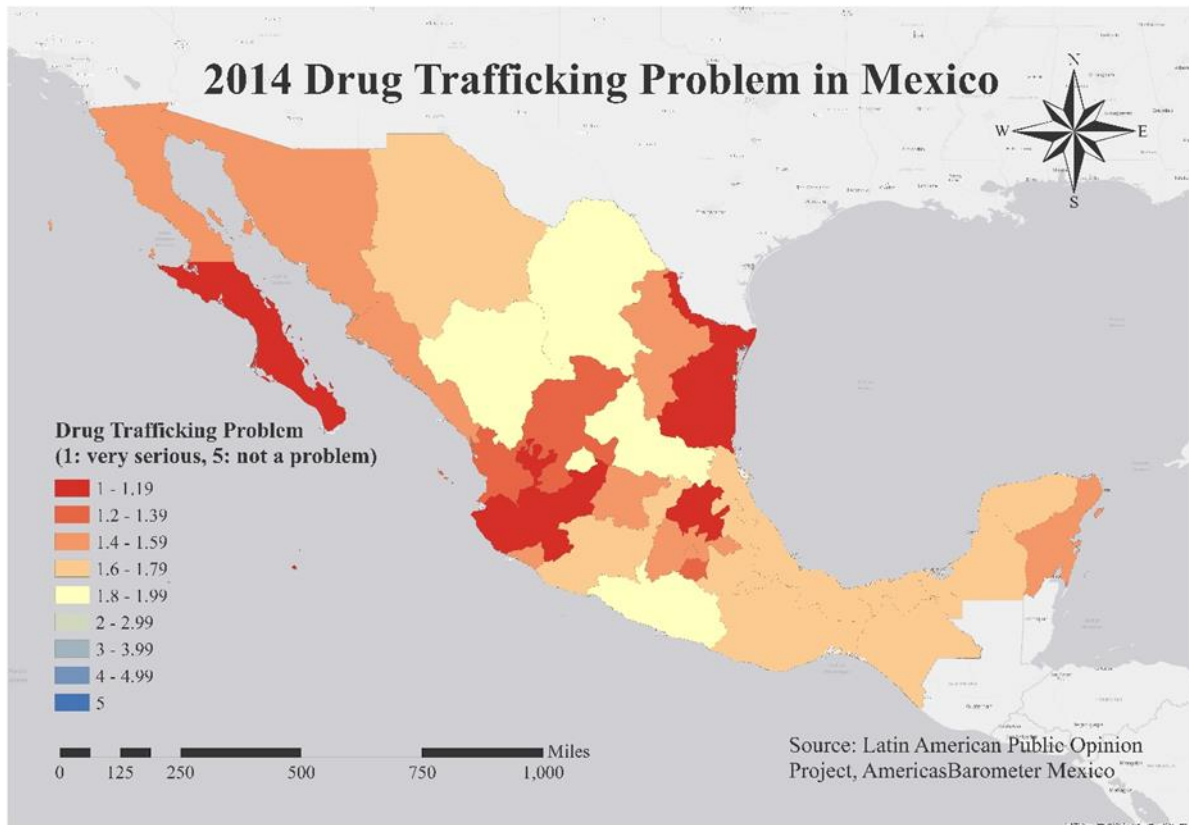 2014 Drug Trafficking Problem in Mexico
N
W
E
S
Drug Trafficking Problem
(1: very serious, 5: not a problem)
1 - 1.19
1.2 - 1.39
1.4 - 1.59
1.6 - 1.79
1.8 - 1.99
2 - 2.99
3 - 3.99
4 - 4.99
5
Miles
0 125 250 500 750 1,000
Source: Latin American Public Opinion
Project, AmericasBarometer Mexico